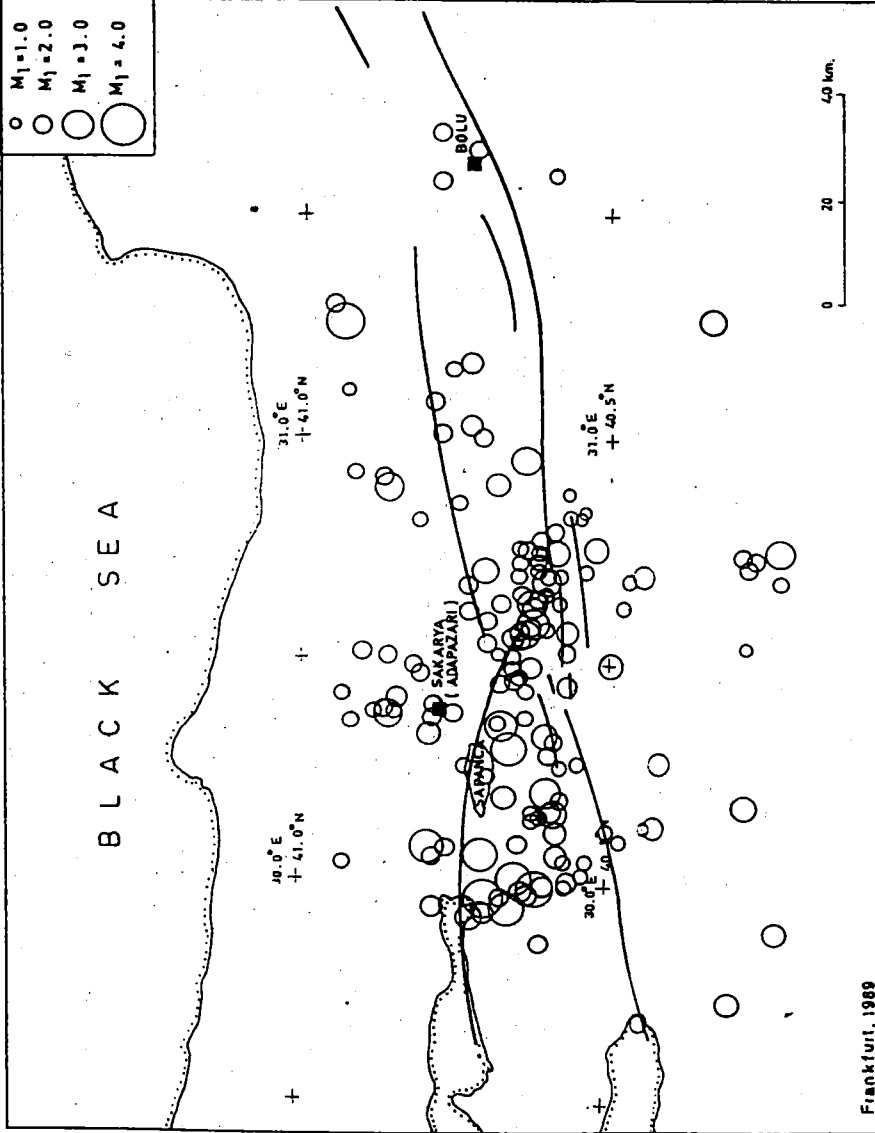 M₁=1.0
M₁=2.0
M₁=3.0
M₁=4.0
BLACK SEA
30.0°E
41.0°N
31.0°E
41.0°N
SAKARYA
(ADAPAZARI)
BOLU
SAPANCA
30.0°E
31.0°E
40.5°N
0 20 40 km.
Frankfurt, 1989